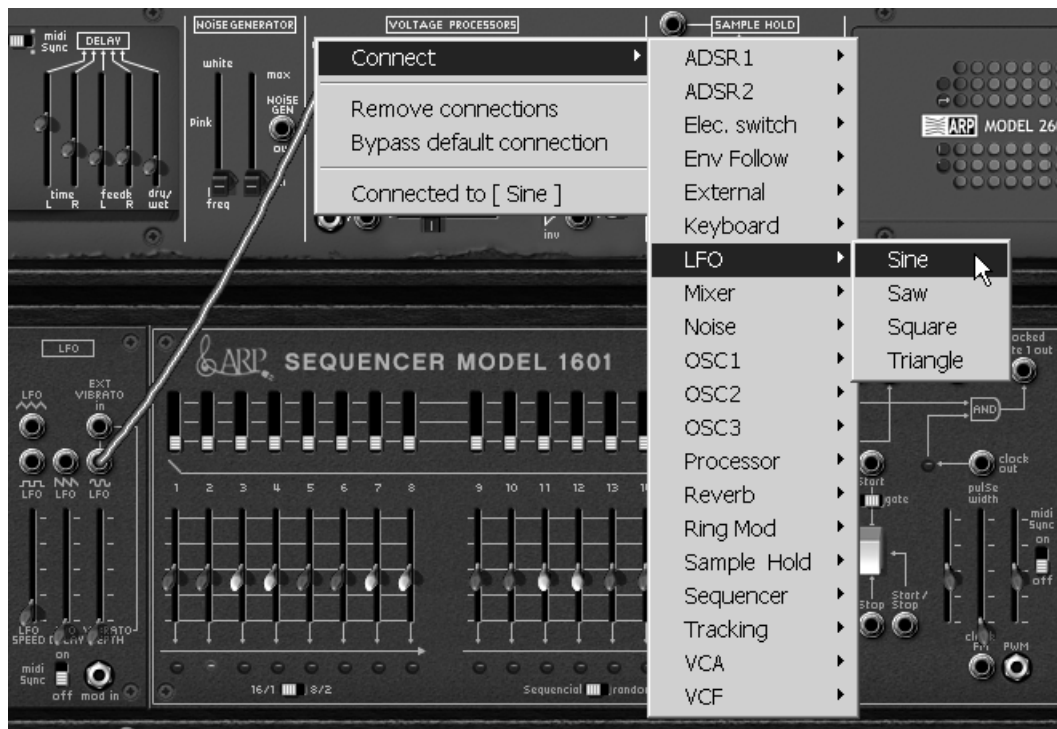 midi
Sync
DELAY
time
L R
feedk
L R
dry/
wet
NOiSE GENERATOR
white
Pink
max
NOiSE
GEN
freq
VOLTAGE PROCESSORS
inv
SAMPLE HOLD
ARP MODEL 26
Connect
Remove connections
Bypass default connection
Connected to [ Sine ]
ADSR1
ADSR2
Elec. switch
Env Follow
External
Keyboard
LFO
Mixer
Noise
OSC1
OSC2
OSC3
Processor
Reverb
Ring Mod
Sample Hold
Sequencer
Tracking
VCA
VCF
Sine
Saw
Square
Triangle
LFO
LFO
EXT
VIBRATO
in
LFO LFO LFO
LFO
SPEED
midi
Sync
on
off
mod in
ARP SEQUENCER MODEL 1601
1 2 3 4 5 6 7 8
9 10 11 12 13
16/1 8/2
Sequencial
AND
clock
out
Start
gate
pulSe
width
midi
Sync
on
off
Stop
Start/
Stop
FM
PWM